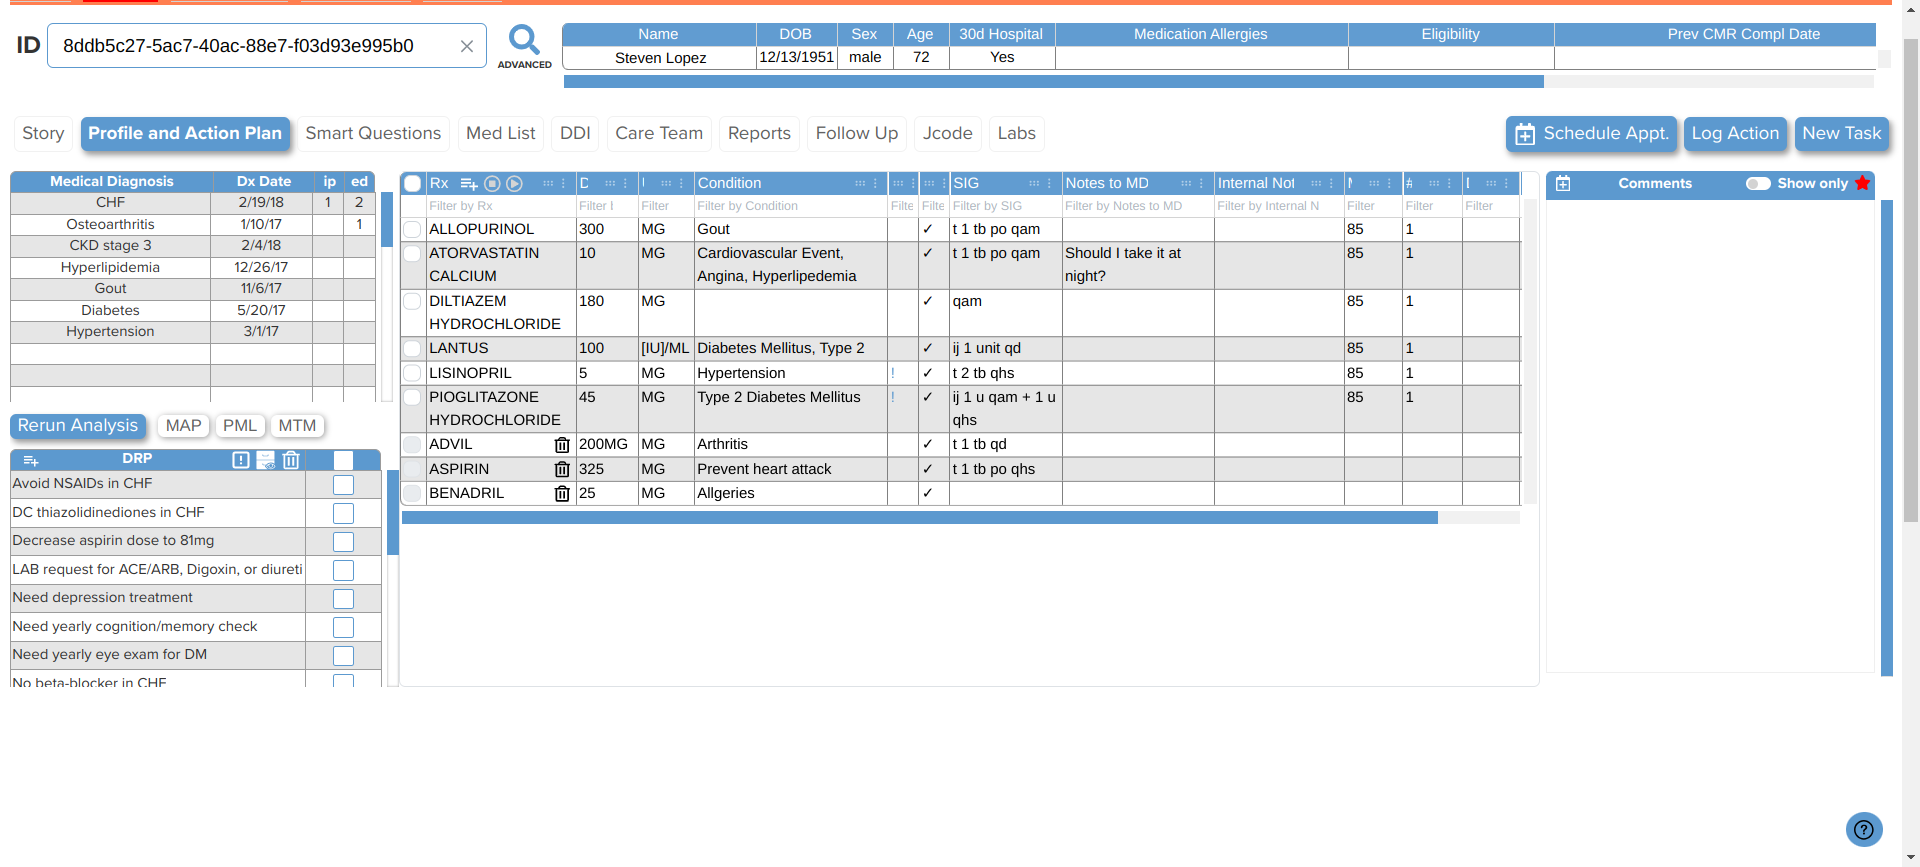 ID 8ddb5c27-5ac7-40ac-88e7-f03d93e995b0
ADVANCED
Name DOB Sex Age 30d Hospital Medication Allergies Eligibility Prev CMR Compl Date
Steven Lopez 12/13/1951 male 72 Yes
Story Profile and Action Plan Smart Questions Med List DDI Care Team Reports Follow Up Jcode Labs
Schedule Appt. Log Action New Task
Medical Diagnosis Dx Date ip ed
CHF 2/19/18 1 2
Osteoarthritis 1/10/17 1
CKD stage 3 2/4/18
Hyperlipidemia 12/26/17
Gout 11/6/17
Diabetes 5/20/17
Hypertension 3/1/17
Rerun Analysis MAP PML MTM
DRP
Avoid NSAIDs in CHF
DC thiazolidinediones in CHF
Decrease aspirin dose to 81mg
LAB request for ACE/ARB, Digoxin, or diureti
Need depression treatment
Need yearly cognition/memory check
Need yearly eye exam for DM
No beta-blocker in CHF
Rx Condition SIG Notes to MD Internal Not
Filter by Rx Filter Filter Filter by Condition Filte Filte Filter by SIG Filter by Notes to MD Filter by Internal N Filter Filter Filter
ALLOPURINOL 300 MG Gout ✓ t 1 tb po qam 85 1
ATORVASTATIN 10 MG Cardiovascular Event, ✓ t 1 tb po qam Should I take it at 85 1
CALCIUM Angina, Hyperlipedemia night?
DILTIAZEM 180 MG ✓ qam 85 1
HYDROCHLORIDE
LANTUS 100 [IU]/ML Diabetes Mellitus, Type 2 ✓ ij 1 unit qd 85 1
LISINOPRIL 5 MG Hypertension ! ✓ t 2 tb qhs 85 1
PIOGLITAZONE 45 MG Type 2 Diabetes Mellitus ! ✓ ij 1 u qam + 1 u 85 1
HYDROCHLORIDE qhs
ADVIL 200MG MG Arthritis ✓ t 1 tb qd
ASPIRIN 325 MG Prevent heart attack ✓ t 1 tb po qhs
BENADRIL 25 MG Allgeries ✓
Comments Show only